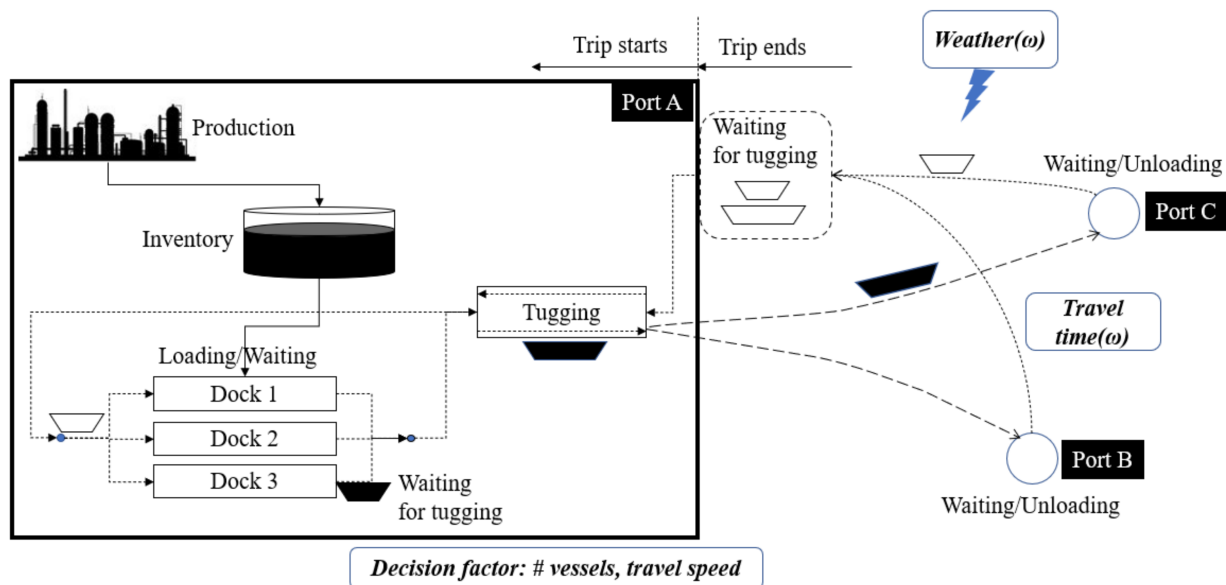 Trip starts
Trip ends
Weather(ω)
Port A
Production
Waiting
for tugging
Waiting/Unloading
Port C
Inventory
Tugging
Travel
time(ω)
Loading/Waiting
Dock 1
Dock 2
Dock 3
Waiting
for tugging
Port B
Waiting/Unloading
Decision factor: # vessels, travel speed